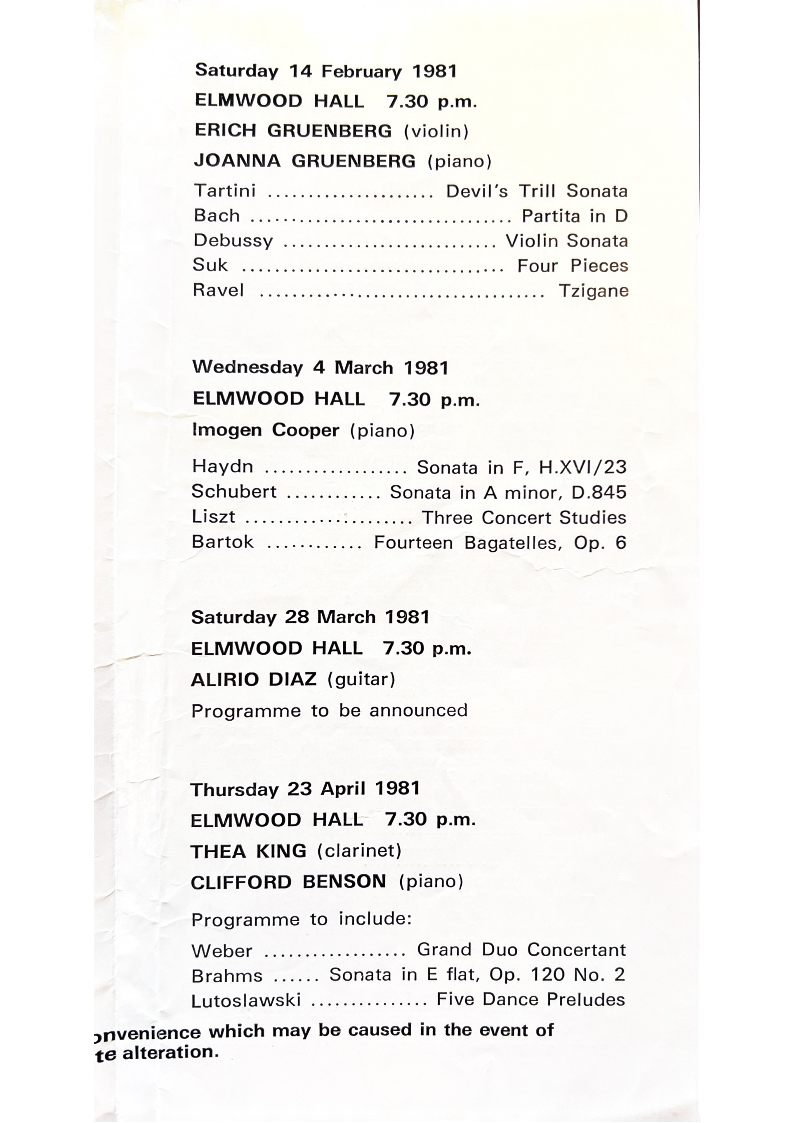 Saturday 14 February 1981
ELMWOOD HALL 7.30 p.m.
ERICH GRUENBERG (violin)
JOANNA GRUENBERG (piano)
Tartini ..................... Devil's Trill Sonata
Bach ................................ Partita in D
Debussy .......................... Violin Sonata
Suk ................................ Four Pieces
Ravel ................................... Tzigane
Wednesday 4 March 1981
ELMWOOD HALL 7.30 p.m.
Imogen Cooper (piano)
Haydn .................. Sonata in F, H.XVI/23
Schubert ............ Sonata in A minor, D.845
Liszt ..................... Three Concert Studies
Bartok ............ Fourteen Bagatelles, Op. 6
Saturday 28 March 1981
ELMWOOD HALL 7.30 p.m.
ALIRIO DIAZ (guitar)
Programme to be announced
Thursday 23 April 1981
ELMWOOD HALL 7.30 p.m.
THEA KING (clarinet)
CLIFFORD BENSON (piano)
Programme to include:
Weber .................. Grand Duo Concertant
Brahms ...... Sonata in E flat, Op. 120 No. 2
Lutoslawski ............... Five Dance Preludes
onvenience which may be caused in the event of
te alteration.